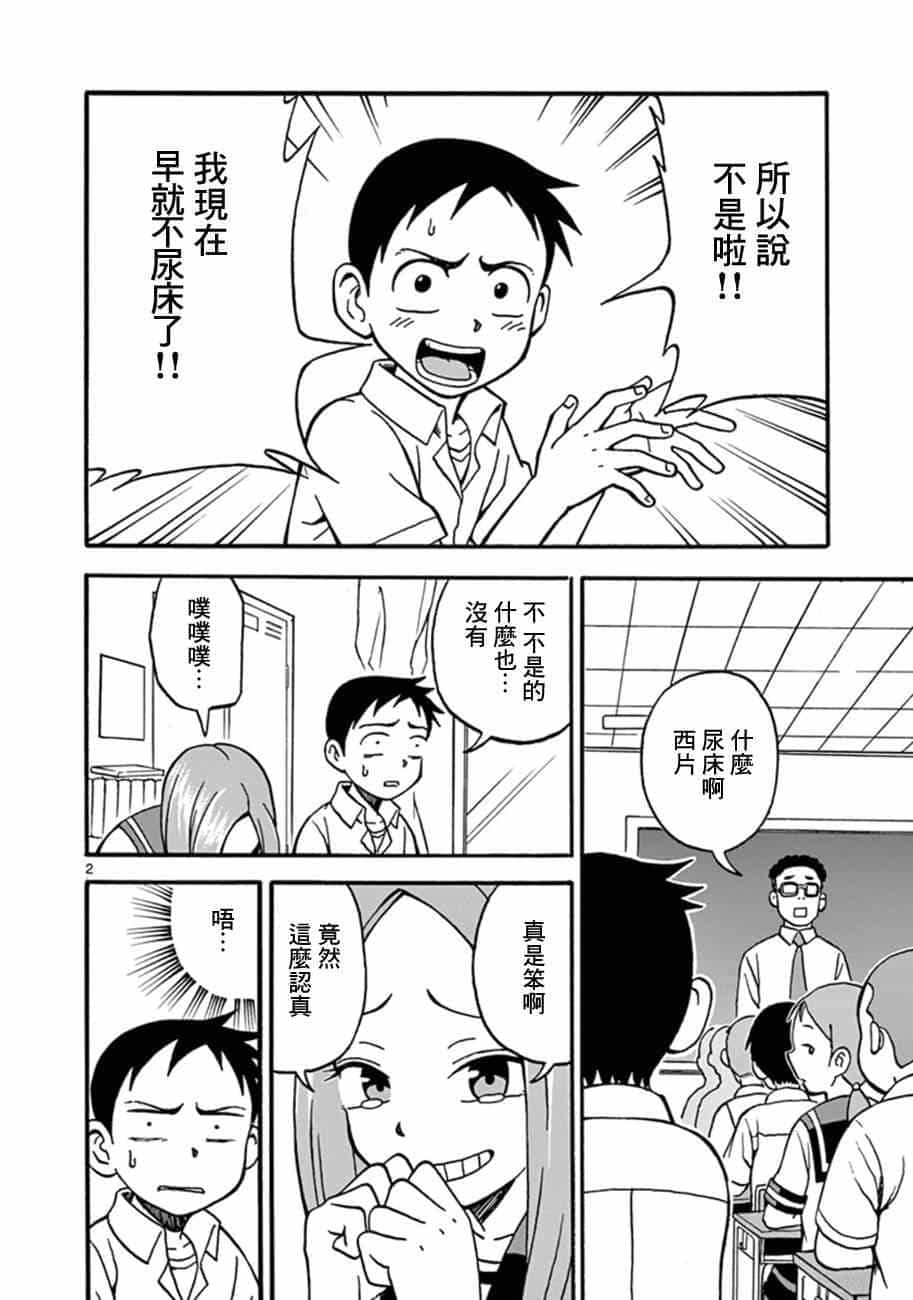 所以說
不是啦!!
我現在
早就不尿床了!!
什麼
尿床啊
西片
不 不是的
什麼也…
沒有
噗噗噗…
2
真是笨啊
竟然
這麼認真
唔…